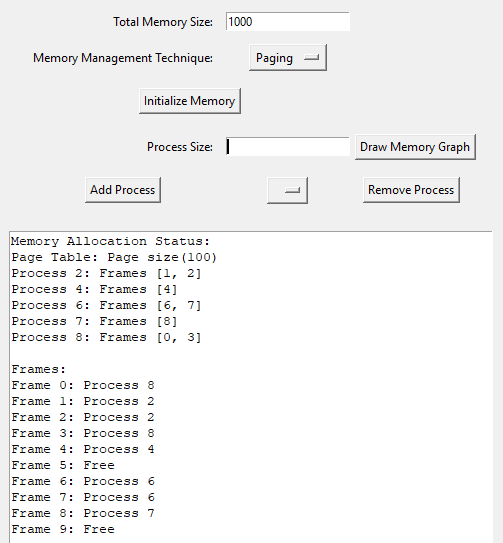 Total Memory Size: 1000
Memory Management Technique: Paging
Initialize Memory
Process Size: Draw Memory Graph
Add Process Remove Process
Memory Allocation Status:
Page Table: Page size(100)
Process 2: Frames [1, 2]
Process 4: Frames [4]
Process 6: Frames [6, 7]
Process 7: Frames [8]
Process 8: Frames [0, 3]

Frames:
Frame 0: Process 8
Frame 1: Process 2
Frame 2: Process 2
Frame 3: Process 8
Frame 4: Process 4
Frame 5: Free
Frame 6: Process 6
Frame 7: Process 6
Frame 8: Process 7
Frame 9: Free